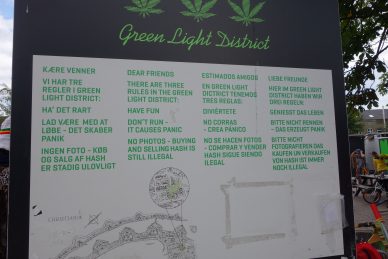 Green Light District
KÆRE VENNER
VI HAR TRE
REGLER I GREEN
LIGHT DISTRICT:
HA' DET RART
LAD VÆRE MED AT
LØBE - DET SKABER
PANIK
INGEN FOTO - KØB
OG SALG AF HASH
ER STADIG ULOVLIGT
DEAR FRIENDS
THERE ARE THREE
RULES IN THE GREEN
LIGHT DISTRICT:
HAVE FUN
DON'T RUN -
IT CAUSES PANIC
NO PHOTOS - BUYING
AND SELLING HASH IS
STILL ILLEGAL
ESTIMADOS AMIGOS
EN GREEN LIGHT
DISTRICT TENEMOS
TRES REGLAS:
DIVIÉRTETE
NO CORRAS
- CREA PÁNICO
NO SE HACEN FOTOS
- COMPRAR Y VENDER
HASH SIGUE SIENDO
ILEGAL
LIEBE FREUNDE
HIER IM GREEN LIGHT
DISTRICT HABEN WIR
DREI REGELN:
GENIESST DAS LEBEN
BITTE NICHT RENNEN
- DAS ERZEUGT PANIK
BITTE NICHT
FOTOGRAFIEREN DAS
KAUFEN UN VERKAUFEN
VON HASH IST IMMER
NOCH ILLEGAL
CHRISTIANIA